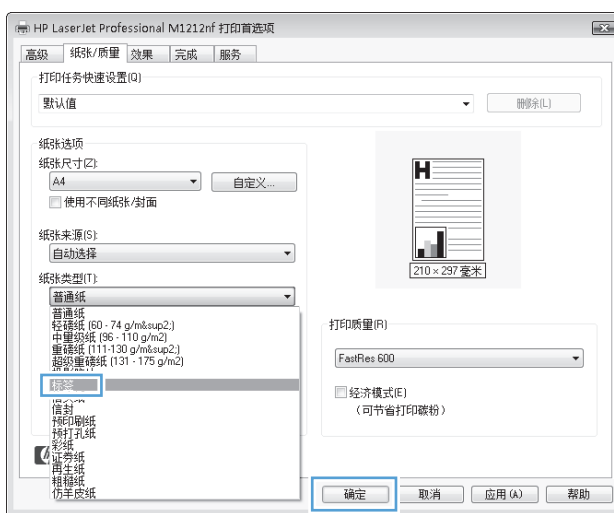 HP LaserJet Professional M1212nf 打印首选项
高级 纸张/质量 效果 完成 服务
打印任务快速设置(Q)
默认值 删除(L)
纸张选项
纸张尺寸(Z):
A4 自定义...
使用不同纸张/封面
纸张来源(S):
自动选择
纸张类型(T):
普通纸
普通纸
轻磅纸 (60 - 74 g/m&sup2;)
中量级纸 (96 - 110 g/m2)
重磅纸 (111-130 g/m&sup2;)
超级重磅纸 (131 - 175 g/m2)
标签
信封
预印刷纸
预打孔纸
彩纸
证券纸
再生纸
粗糙纸
仿羊皮纸
H
210 × 297 毫米
打印质量(R)
FastRes 600
经济模式(E)
(可节省打印碳粉)
确定 取消 应用 (A) 帮助